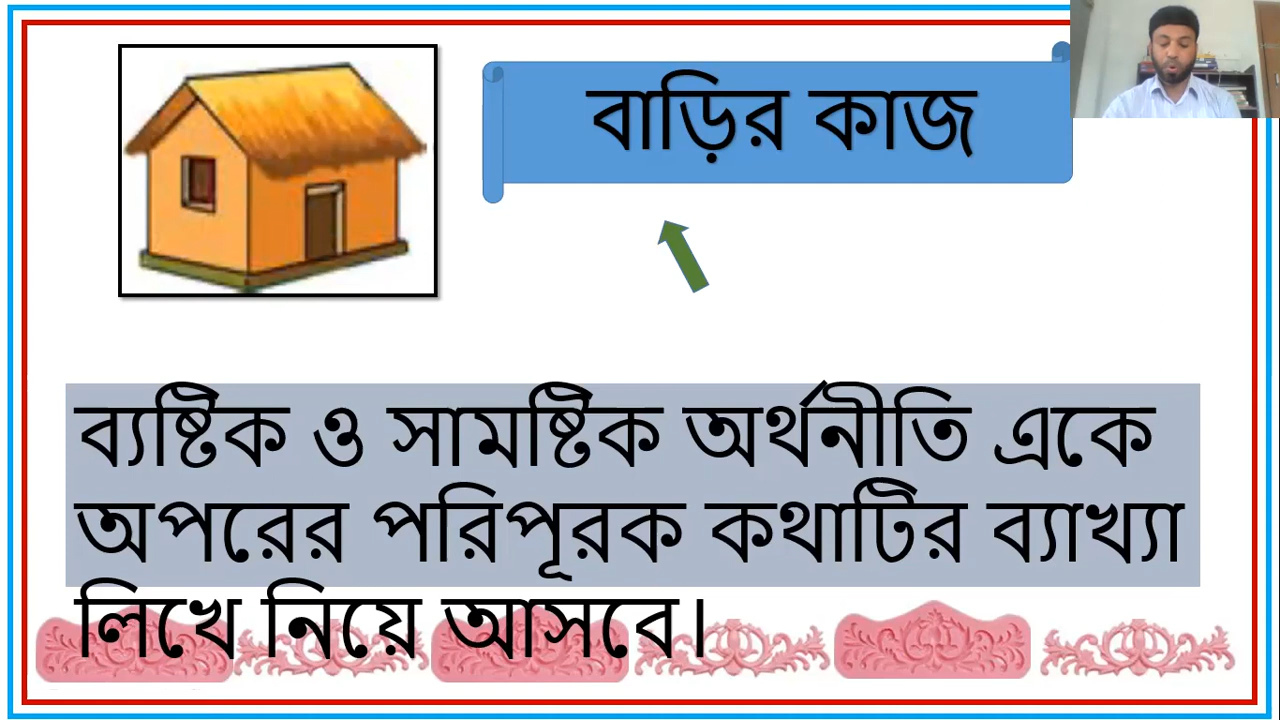 বাড়ির কাজ
ব্যষ্টিক ও সামষ্টিক অর্থনীতি একে
অপরের পরিপূরক কথাটির ব্যাখ্যা
লিখে নিয়ে আসবে।